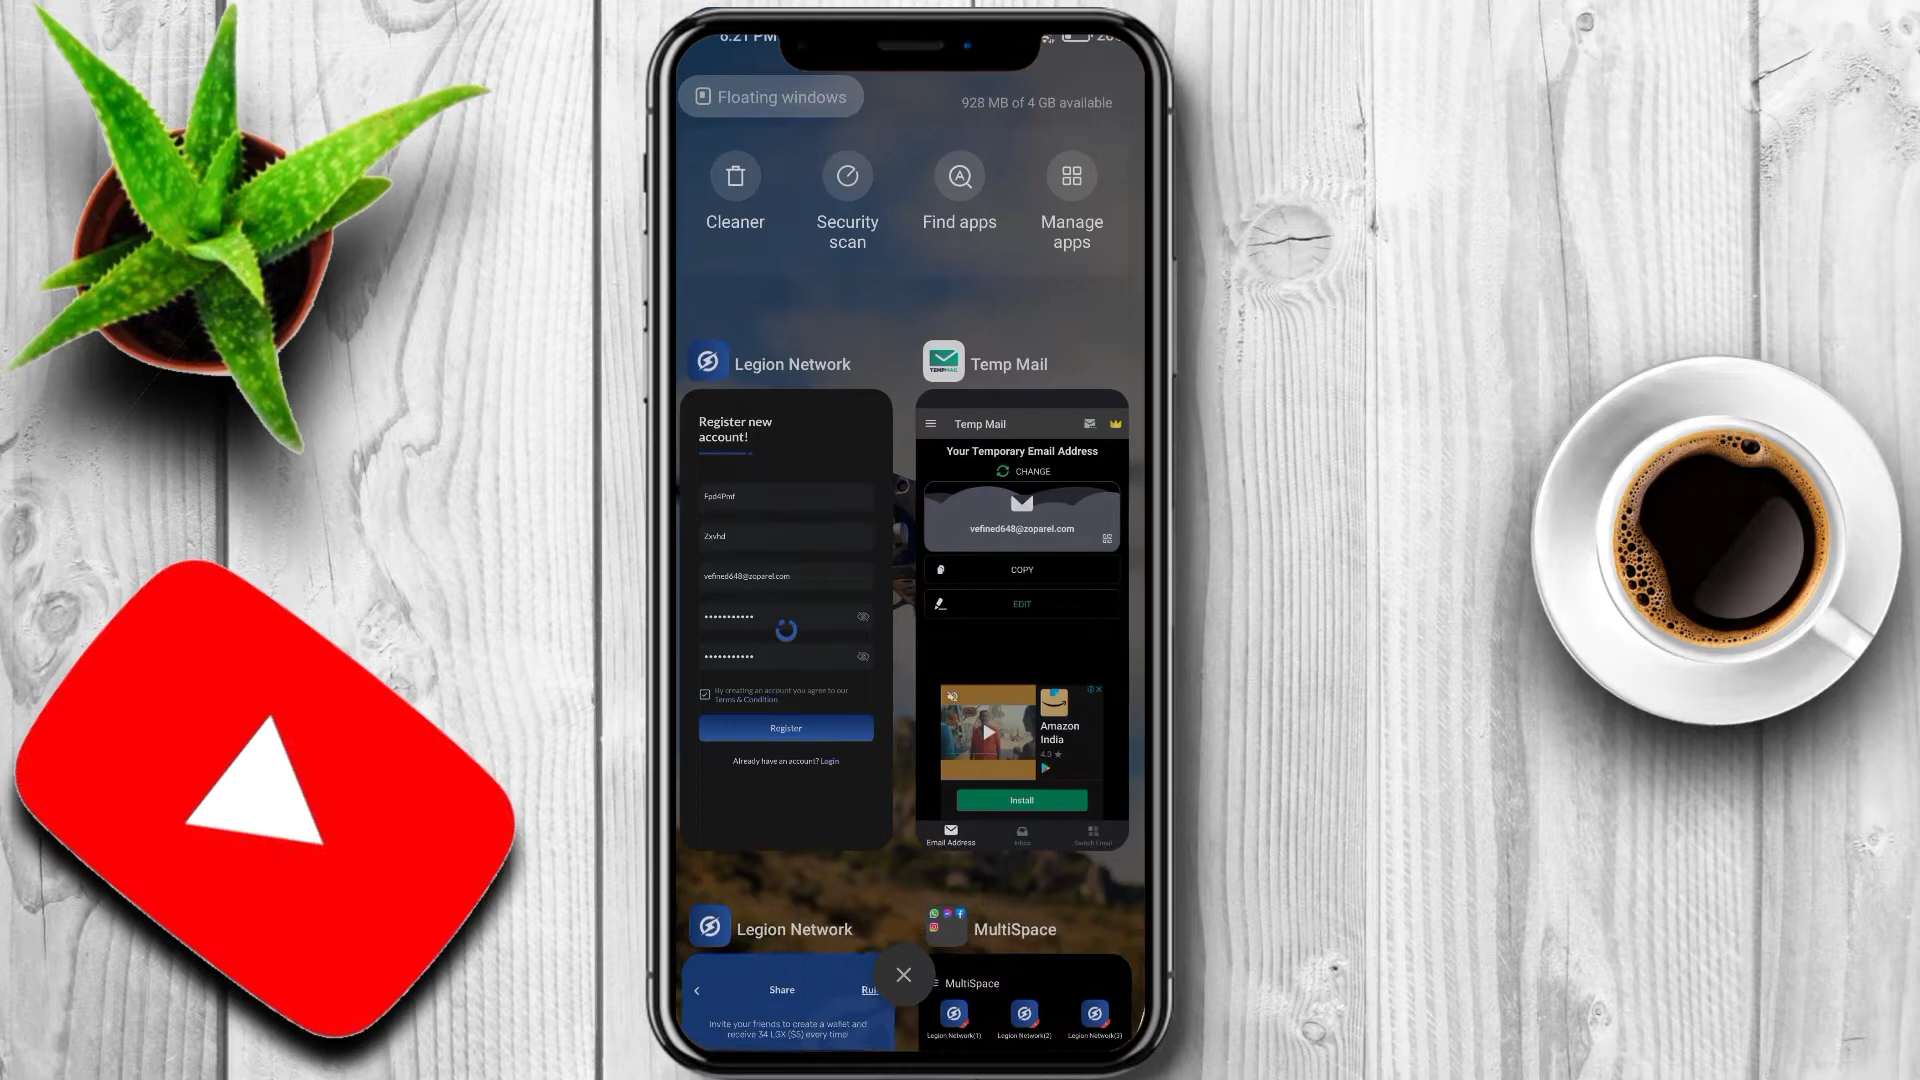 6:21 PM
Floating windows
928 MB of 4 GB available
Cleaner
Security
scan
Find apps
Manage
apps
Legion Network
Temp Mail
Register new
account!
Fpd4Pmf
Zxvhd
vefined648@zoparel.com
By creating an account you agree to our
Terms & Condition
Register
Already have an account? Login
Temp Mail
Your Temporary Email Address
CHANGE
vefined648@zoparel.com
COPY
EDIT
Amazon
India
4.3 ★
Install
Email Address
Inbox
Switch Email
Legion Network
MultiSpace
Share
Rul
Invite your friends to create a wallet and
receive 34 LGX ($5) every time!
MultiSpace
Legion Network(1)
Legion Network(2)
Legion Network(3)